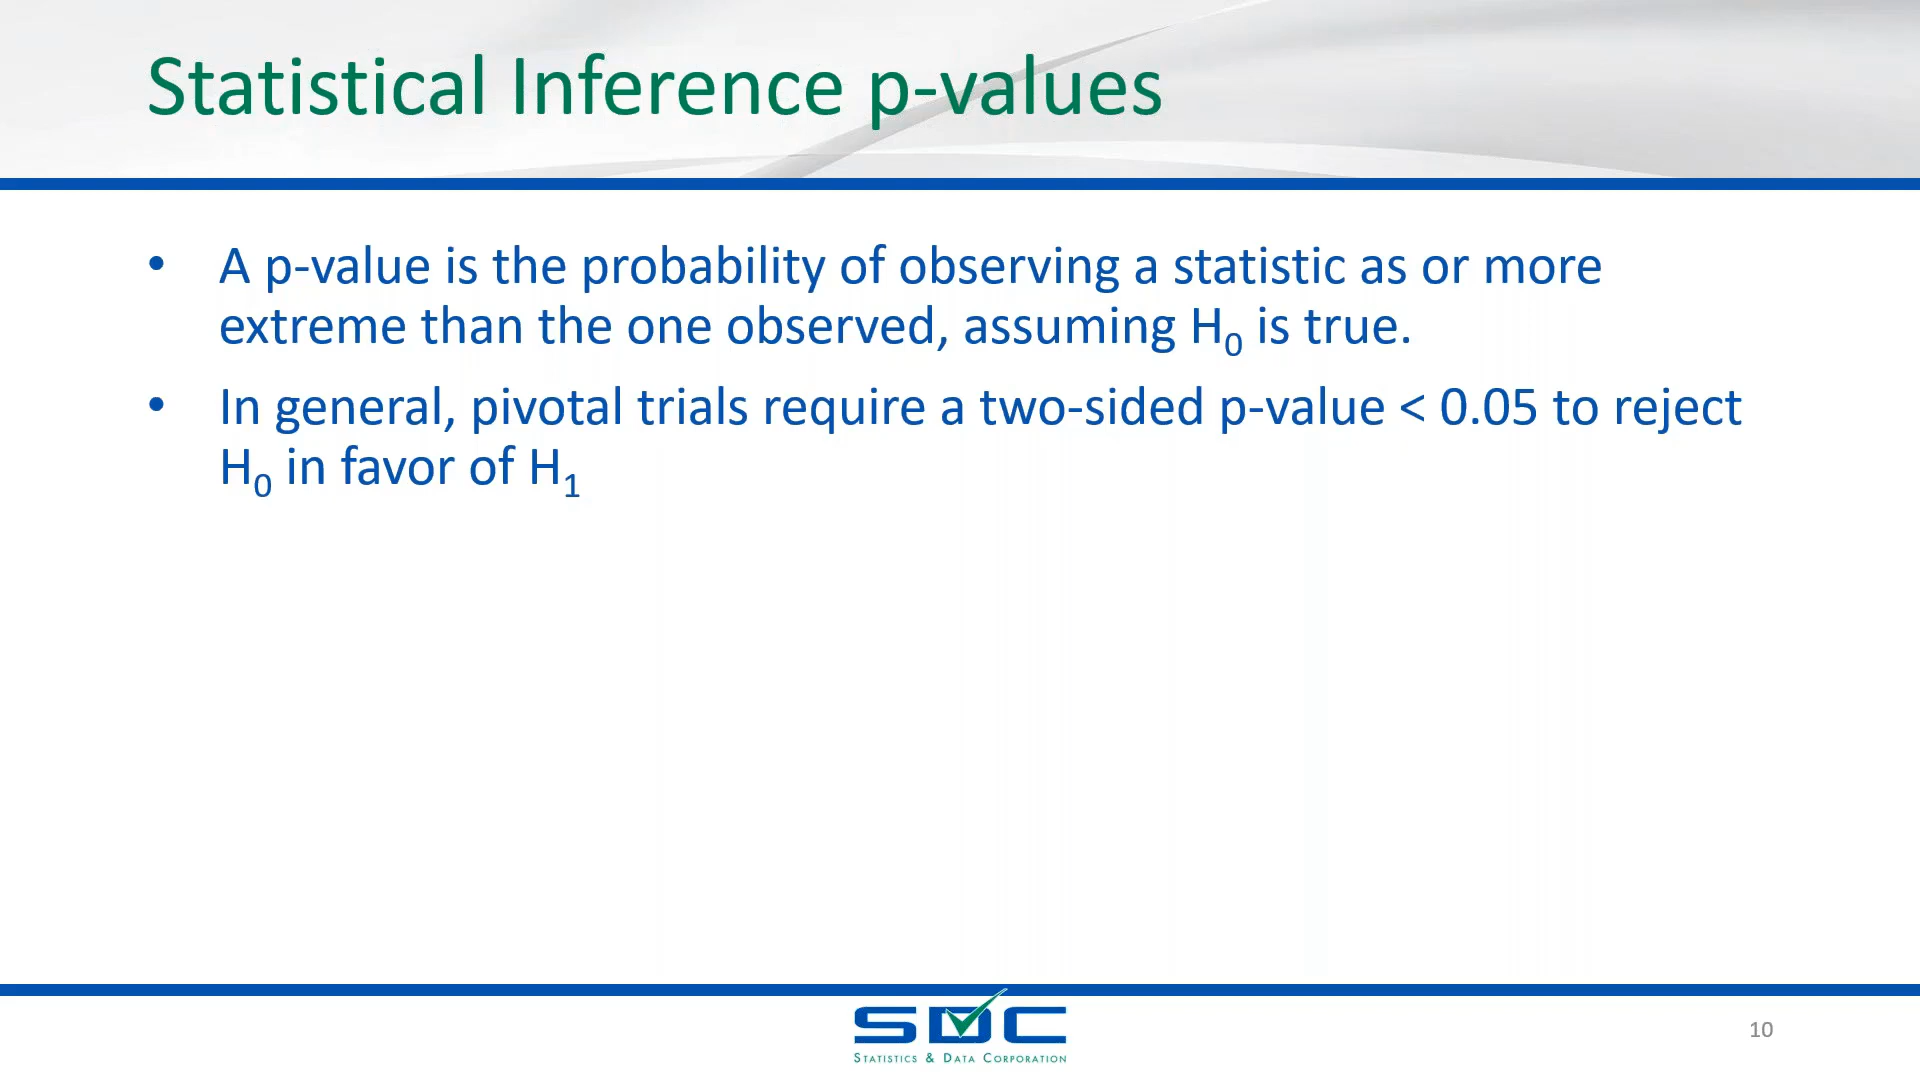 Statistical Inference p-values
• A p-value is the probability of observing a statistic as or more
extreme than the one observed, assuming H₀ is true.
• In general, pivotal trials require a two-sided p-value < 0.05 to reject
H₀ in favor of H₁
SDC
STATISTICS & DATA CORPORATION
10